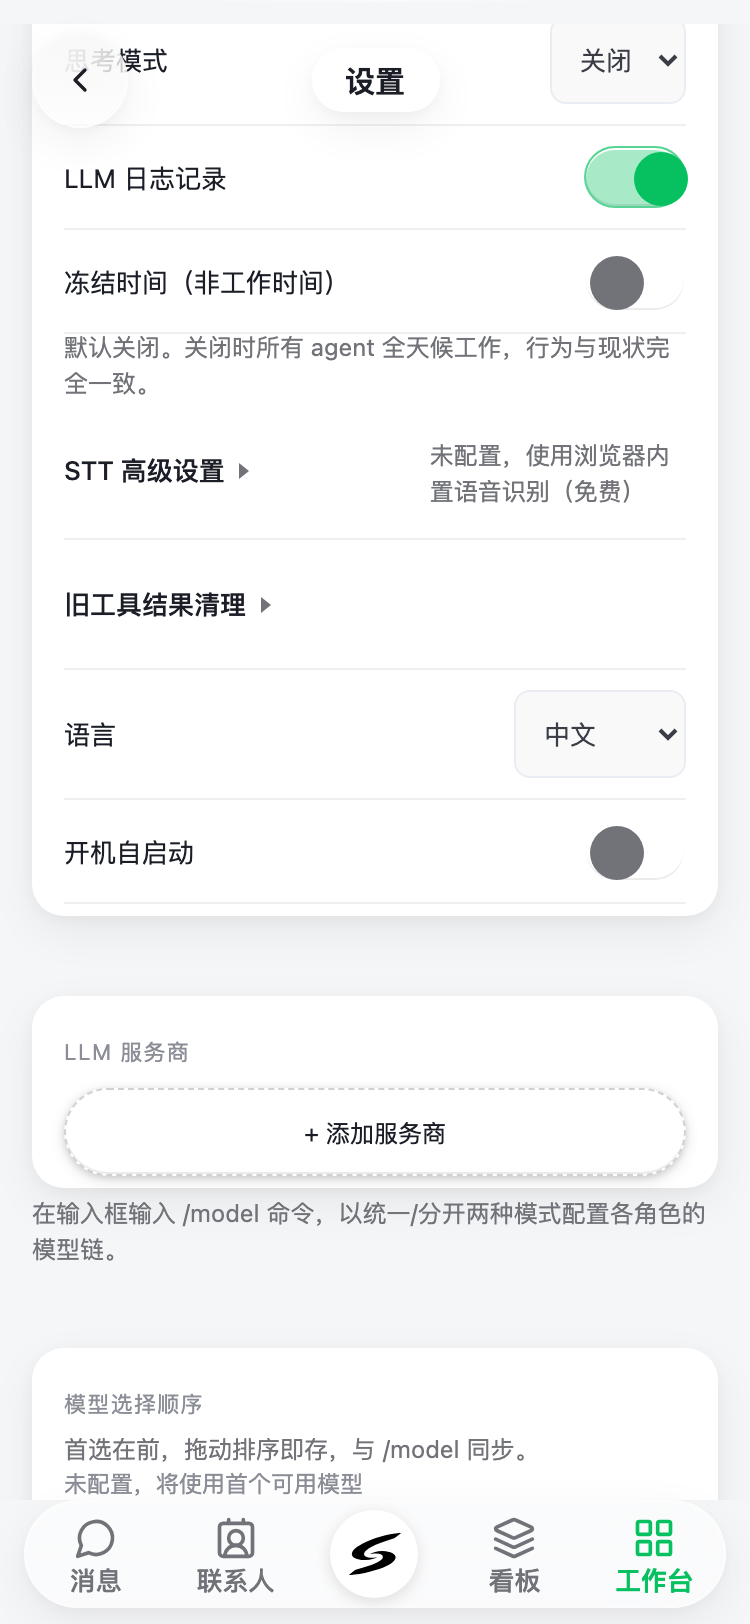 思考模式
关闭
设置
LLM 日志记录
冻结时间（非工作时间）
默认关闭。关闭时所有 agent 全天候工作，行为与现状完
全一致。
STT 高级设置
未配置，使用浏览器内
置语音识别（免费）
旧工具结果清理
语言
中文
开机自启动
LLM 服务商
+ 添加服务商
在输入框输入 /model 命令，以统一/分开两种模式配置各角色的
模型链。
模型选择顺序
首选在前，拖动排序即存，与 /model 同步。
未配置，将使用首个可用模型
消息
联系人
看板
工作台